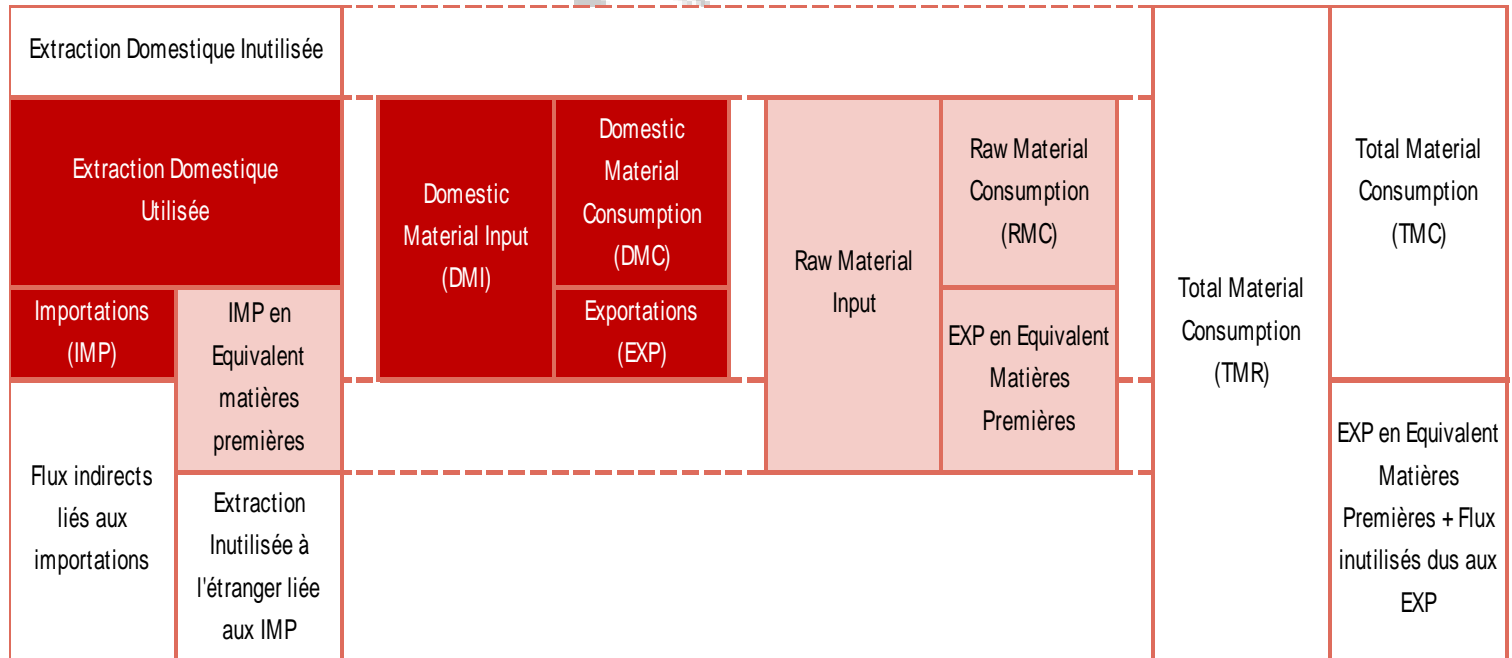 Extraction Domestique Inutilisée
Extraction Domestique
Utilisée
Importations
(IMP)
IMP en
Equivalent
matières
premières
Flux indirects
liés aux
importations
Extraction
Inutilisée à
l'étranger liée
aux IMP
Domestic
Material Input
(DMI)
Domestic
Material
Consumption
(DMC)
Exportations
(EXP)
Raw Material
Input
Raw Material
Consumption
(RMC)
EXP en Equivalent
Matières
Premières
Total Material
Consumption
(TMR)
Total Material
Consumption
(TMC)
EXP en Equivalent
Matières
Premières + Flux
inutilisés dus aux
EXP